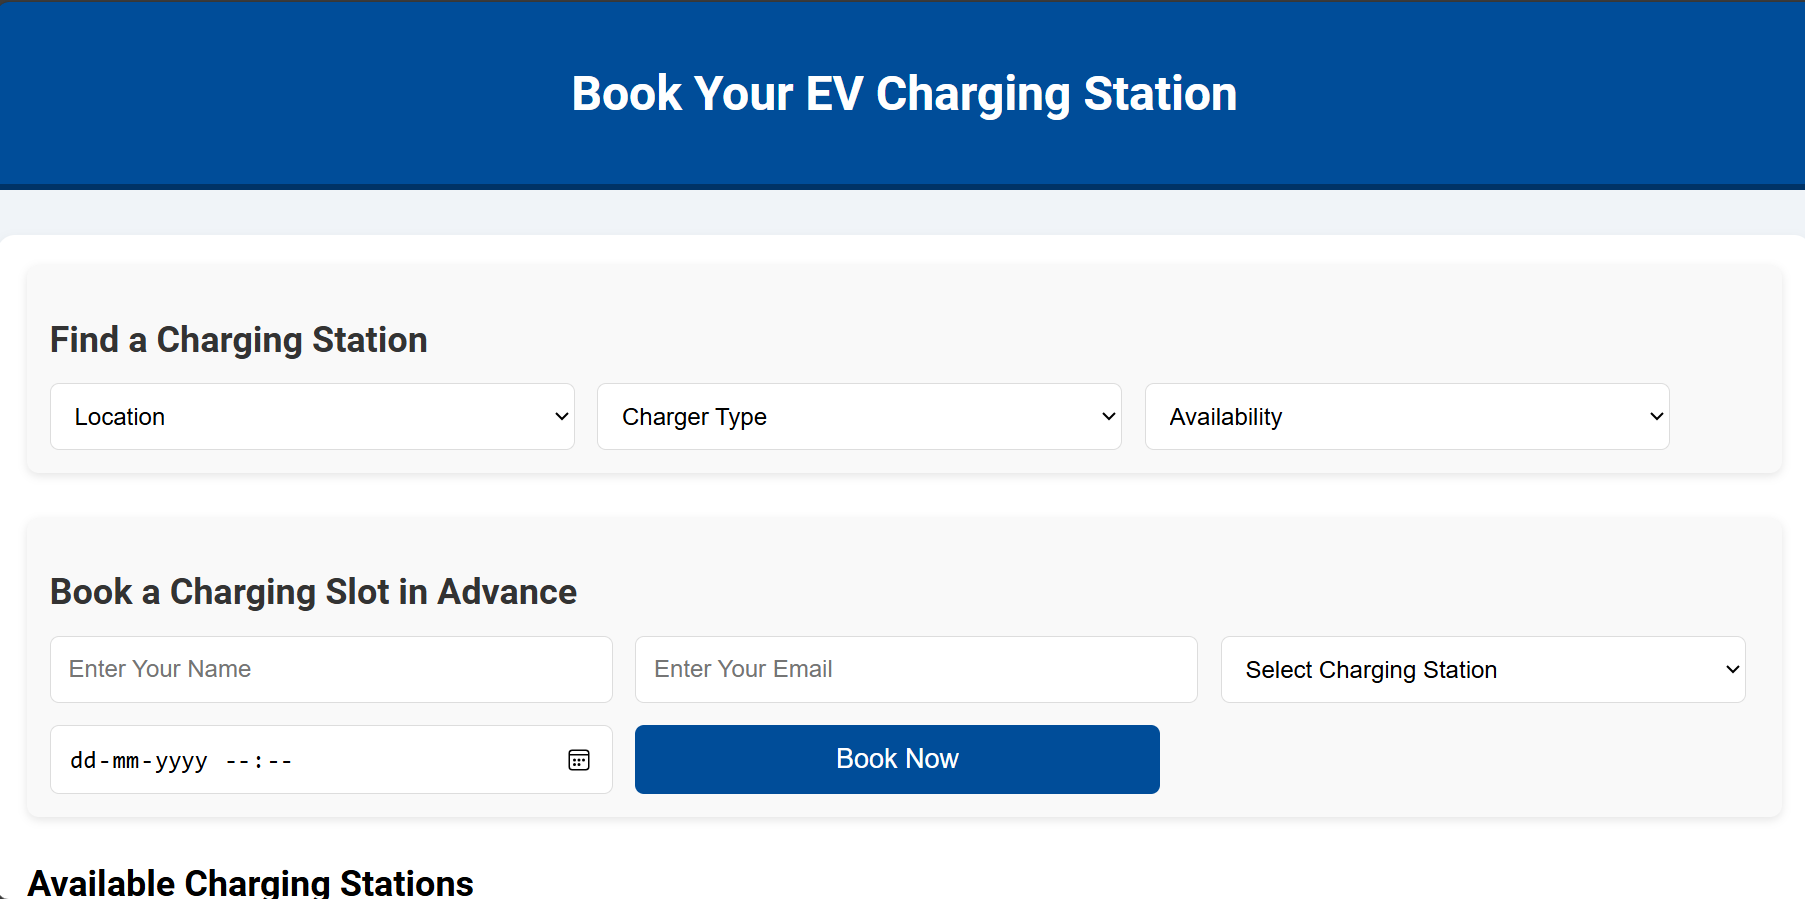 Book Your EV Charging Station
Find a Charging Station
Location
Charger Type
Availability
Book a Charging Slot in Advance
Enter Your Name
Enter Your Email
Select Charging Station
dd-mm-yyyy --:--
Book Now
Available Charging Stations